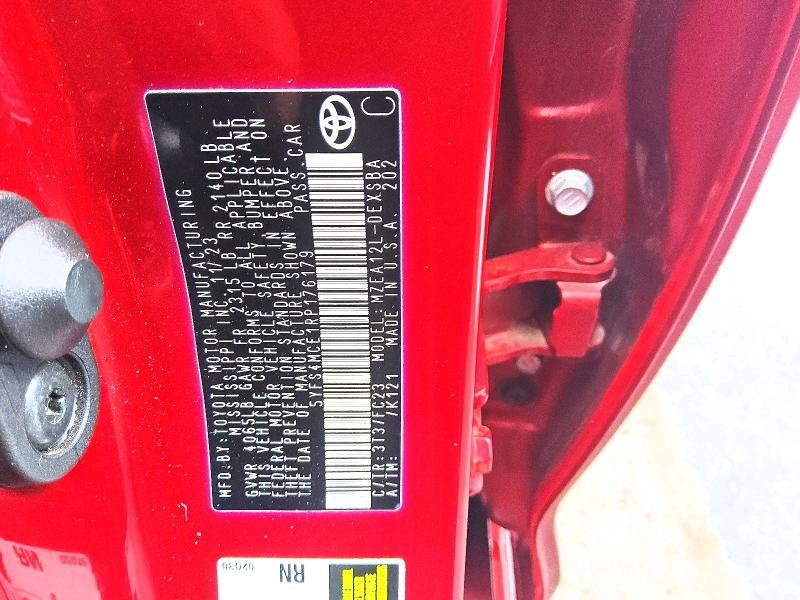 MFD.BY:TOYOTA MOTOR MANUFACTURING
MISSISSIPPI, INC. 11/23
GVWR 4065LB GAWR FR 2315 LB RR 2140 LB
THIS VEHICLE CONFORMS TO ALL APPLICABLE
FEDERAL MOTOR VEHICLE SAFETY, BUMPER AND
THEFT PREVENTION STANDARDS IN EFFECT ON
THE DATE OF MANUFACTURE SHOWN ABOVE.
5YFS4MCE1RP176179 PASS.CAR
C/TR:3T3/FC23 MODEL:MZEA12L-DEXSBA
A/TM: /K121 MADE IN U.S.A. 202
C
RN
02030